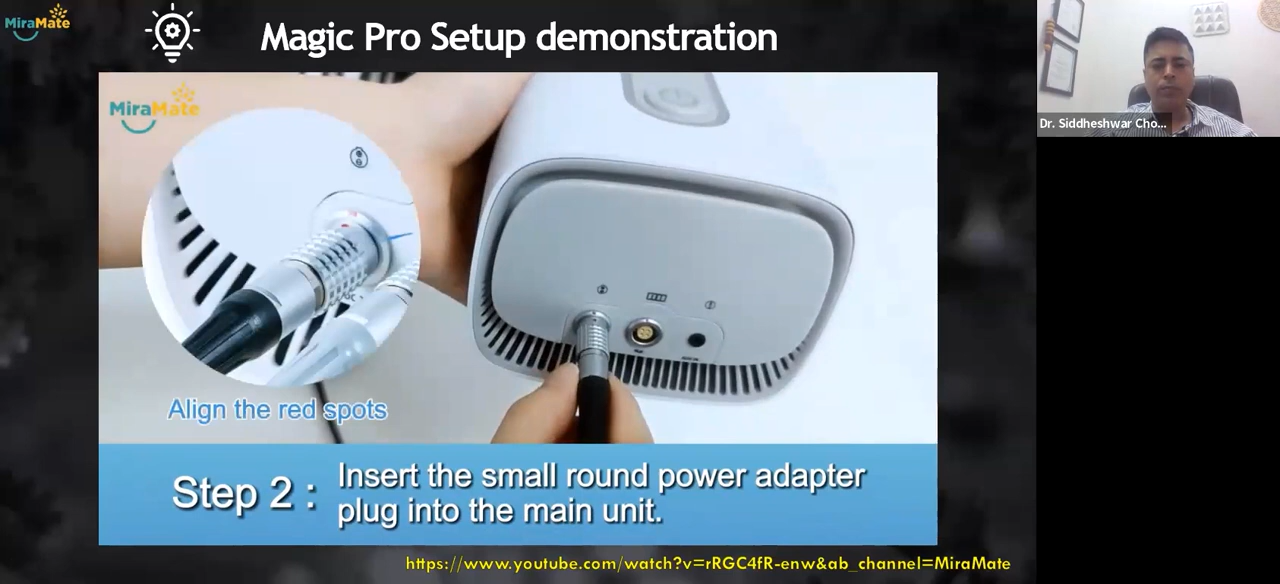 MiraMate
Magic Pro Setup demonstration
MiraMate
Align the red spots
Step 2 :
Insert the small round power adapter
plug into the main unit.
https://www.youtube.com/watch?v=rRGC4fR-enw&ab_channel=MiraMate
Dr. Siddheshwar Cho...